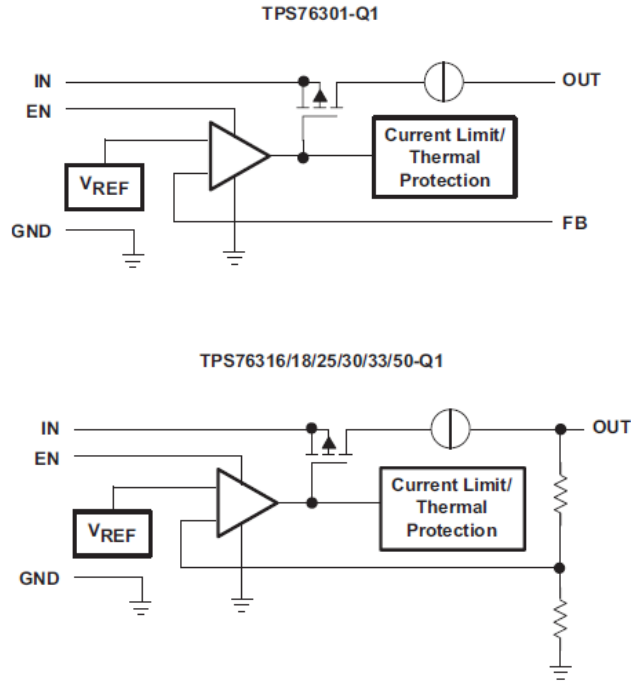 TPS76301-Q1
IN
OUT
EN
Current Limit/
Thermal
Protection
VREF
GND
FB
TPS76316/18/25/30/33/50-Q1
IN
OUT
EN
Current Limit/
Thermal
Protection
VREF
GND